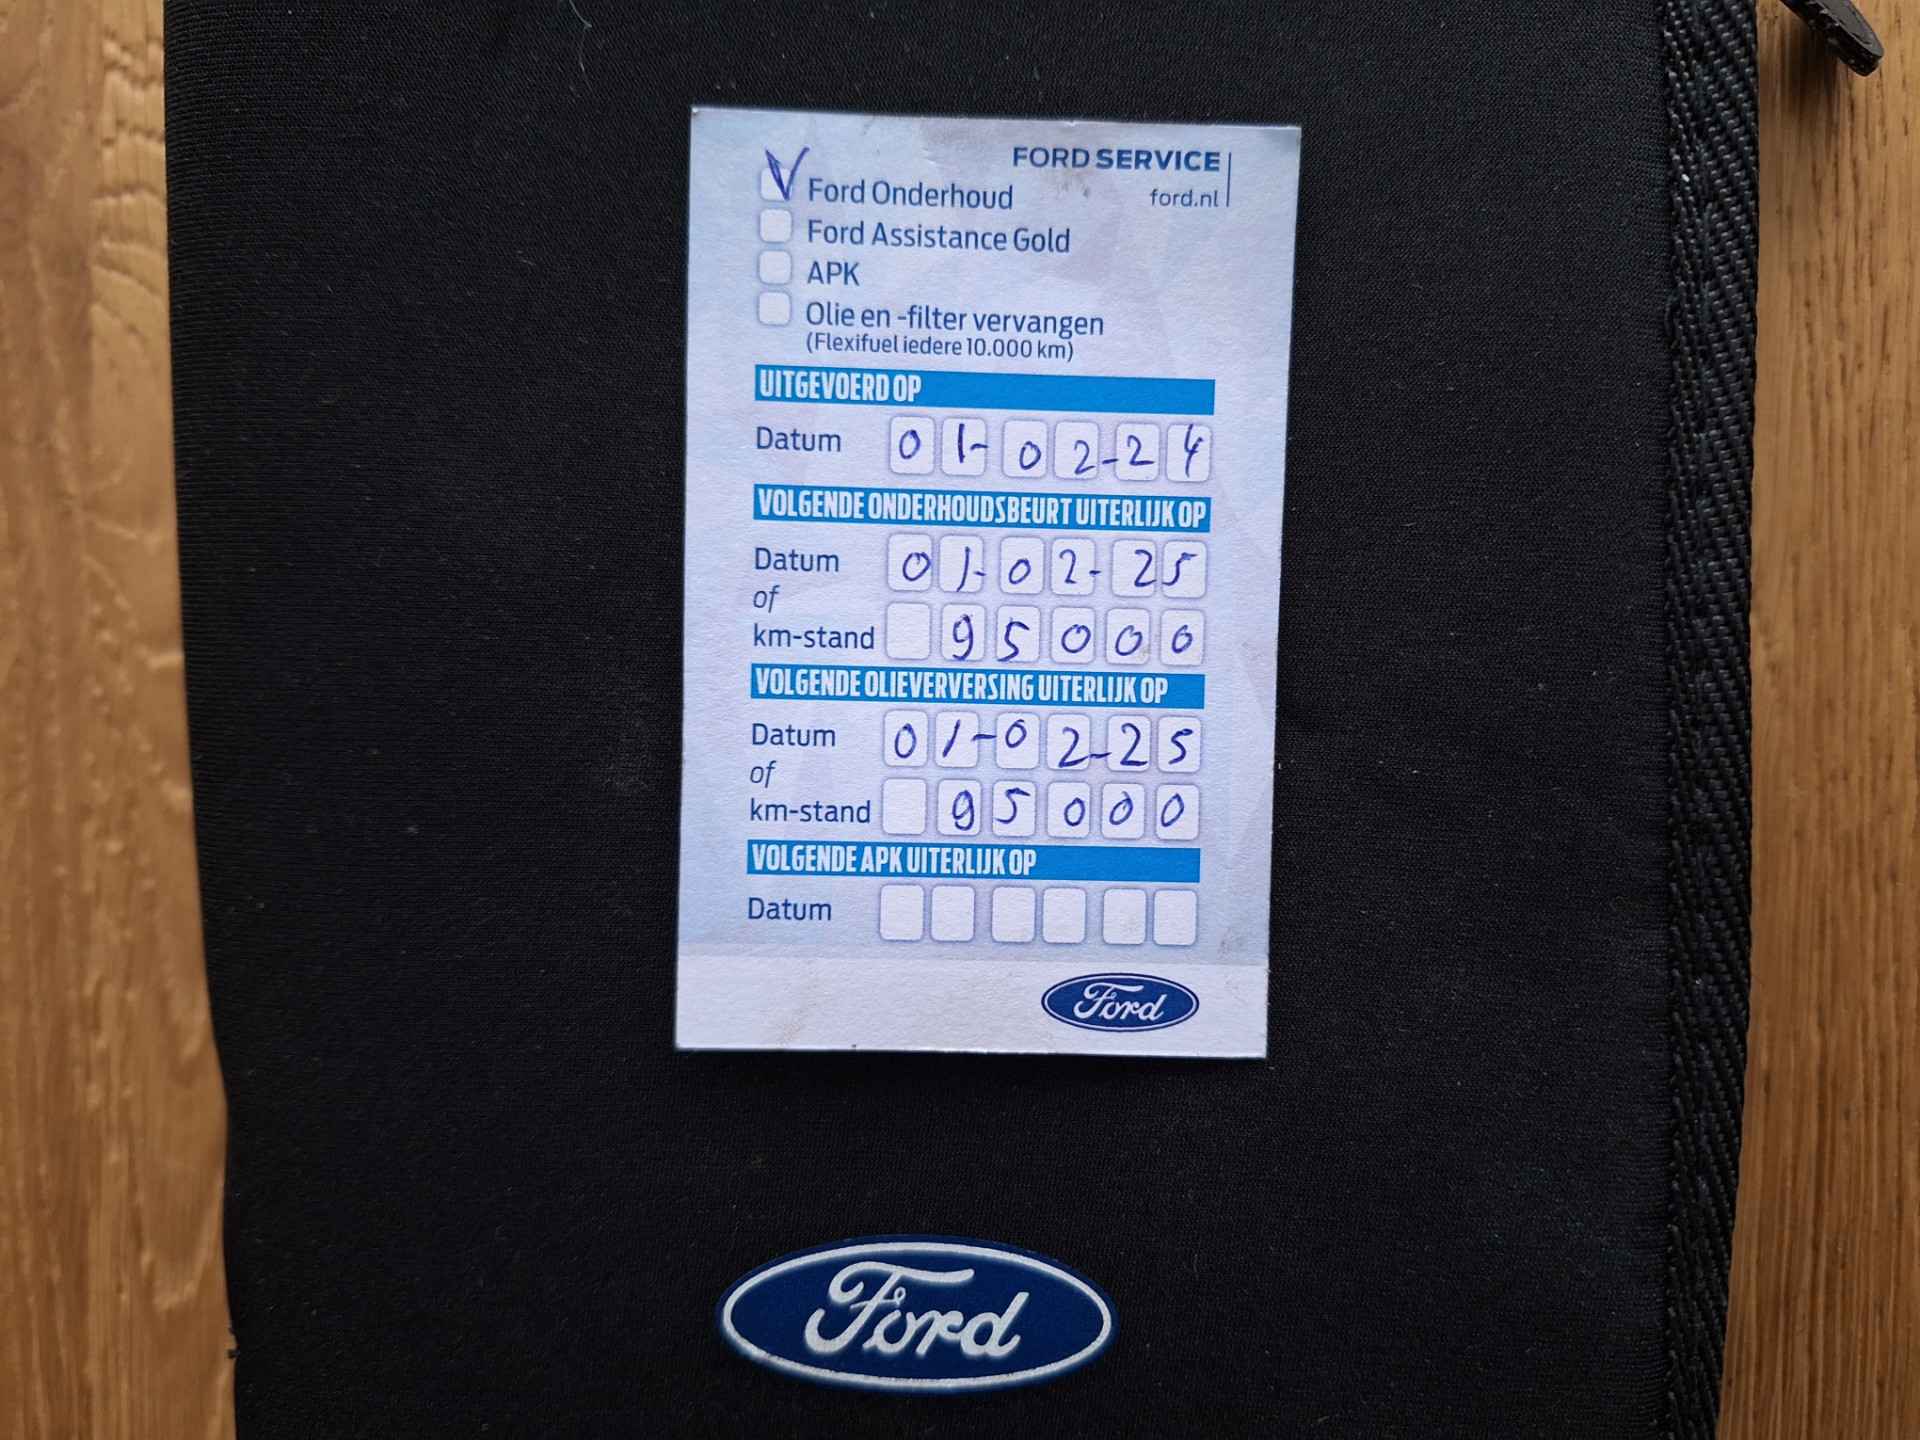 FORD SERVICE
ford.nl
V Ford Onderhoud
Ford Assistance Gold
APK
Olie en -filter vervangen
(Flexifuel iedere 10.000 km)
UITGEVOERD OP
Datum 01-02-24
VOLGENDE ONDERHOUDSBEURT UITERLIJK OP
Datum 01-02-25
of
km-stand 95000
VOLGENDE OLIEVERVERSING UITERLIJK OP
Datum 01-02-25
of
km-stand 95000
VOLGENDE APK UITERLIJK OP
Datum
Ford
Ford